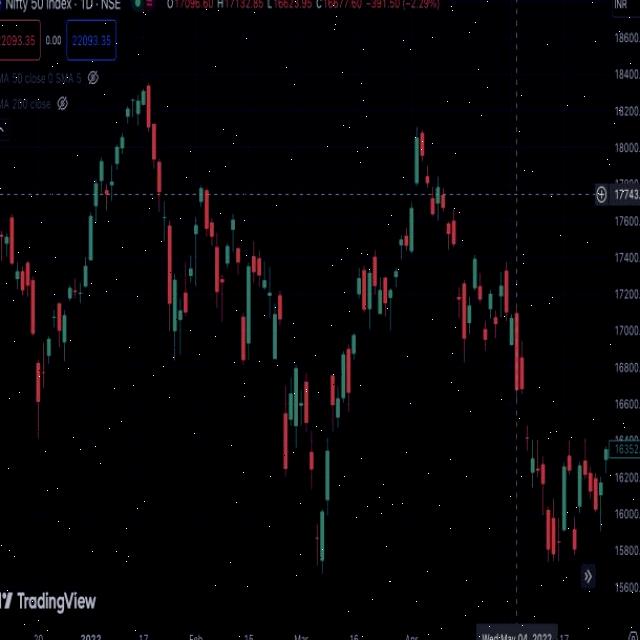 Nifty 50 Index · 1D · NSE O17096.60 H17132.85 L16623.95 C16677.60 −391.50 (−2.29%) INR
22093.35 0.00 22093.35
18600.
MA 50 close 0 SMA 5
18400.
MA 200 close
18200.
18000.
17743.
17600.
17400.
17200.
17000.
16800.
16600.
16400.
16352.
16200.
16000.
15800.
15600.
TradingView
20 2022 17 Feb 15 Mar 16 Apr Wed May 04, 2022 17